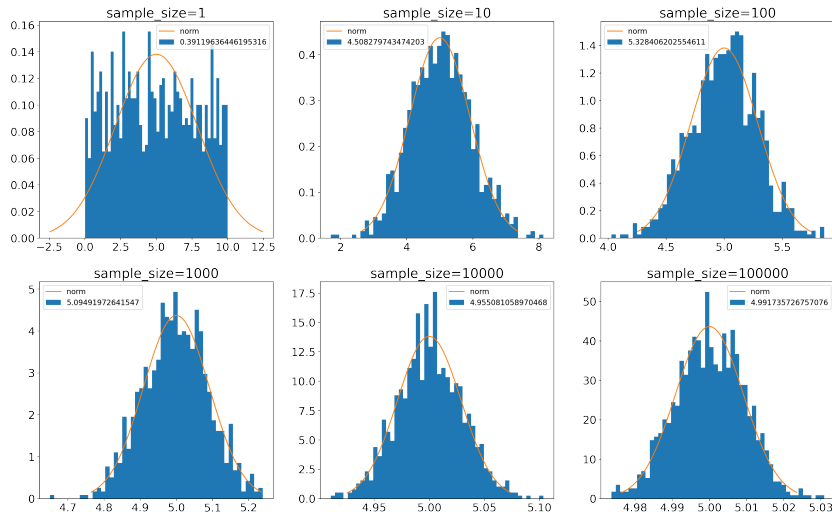 sample_size=1
norm
0.39119636446195316
0.16
0.14
0.12
0.10
0.08
0.06
0.04
0.02
0.00
−2.5 0.0 2.5 5.0 7.5 10.0 12.5
sample_size=10
norm
4.508279743474203
0.4
0.3
0.2
0.1
0.0
2 4 6 8
sample_size=100
norm
5.328406202554611
1.4
1.2
1.0
0.8
0.6
0.4
0.2
0.0
4.0 4.5 5.0 5.5
sample_size=1000
norm
5.09491972641547
5
4
3
2
1
0
4.7 4.8 4.9 5.0 5.1 5.2
sample_size=10000
norm
4.955081058970468
17.5
15.0
12.5
10.0
7.5
5.0
2.5
0.0
4.95 5.00 5.05 5.10
sample_size=100000
norm
4.991735726757076
50
40
30
20
10
0
4.98 4.99 5.00 5.01 5.02 5.03